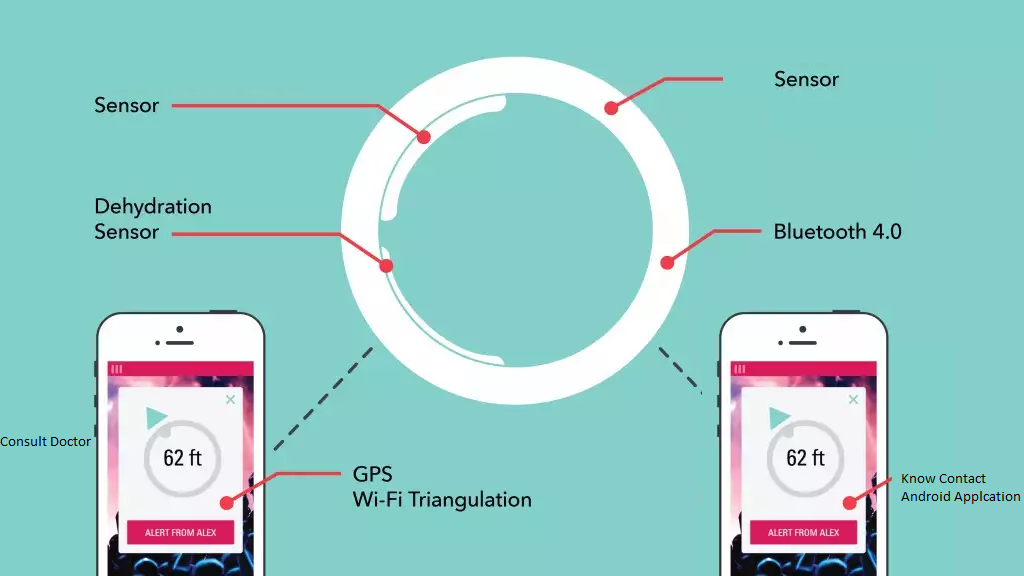 Sensor
Sensor
Dehydration
Sensor
Bluetooth 4.0
Consult Doctor
62 ft
ALERT FROM ALEX
GPS
Wi-Fi Triangulation
62 ft
ALERT FROM ALEX
Know Contact
Android Applcation